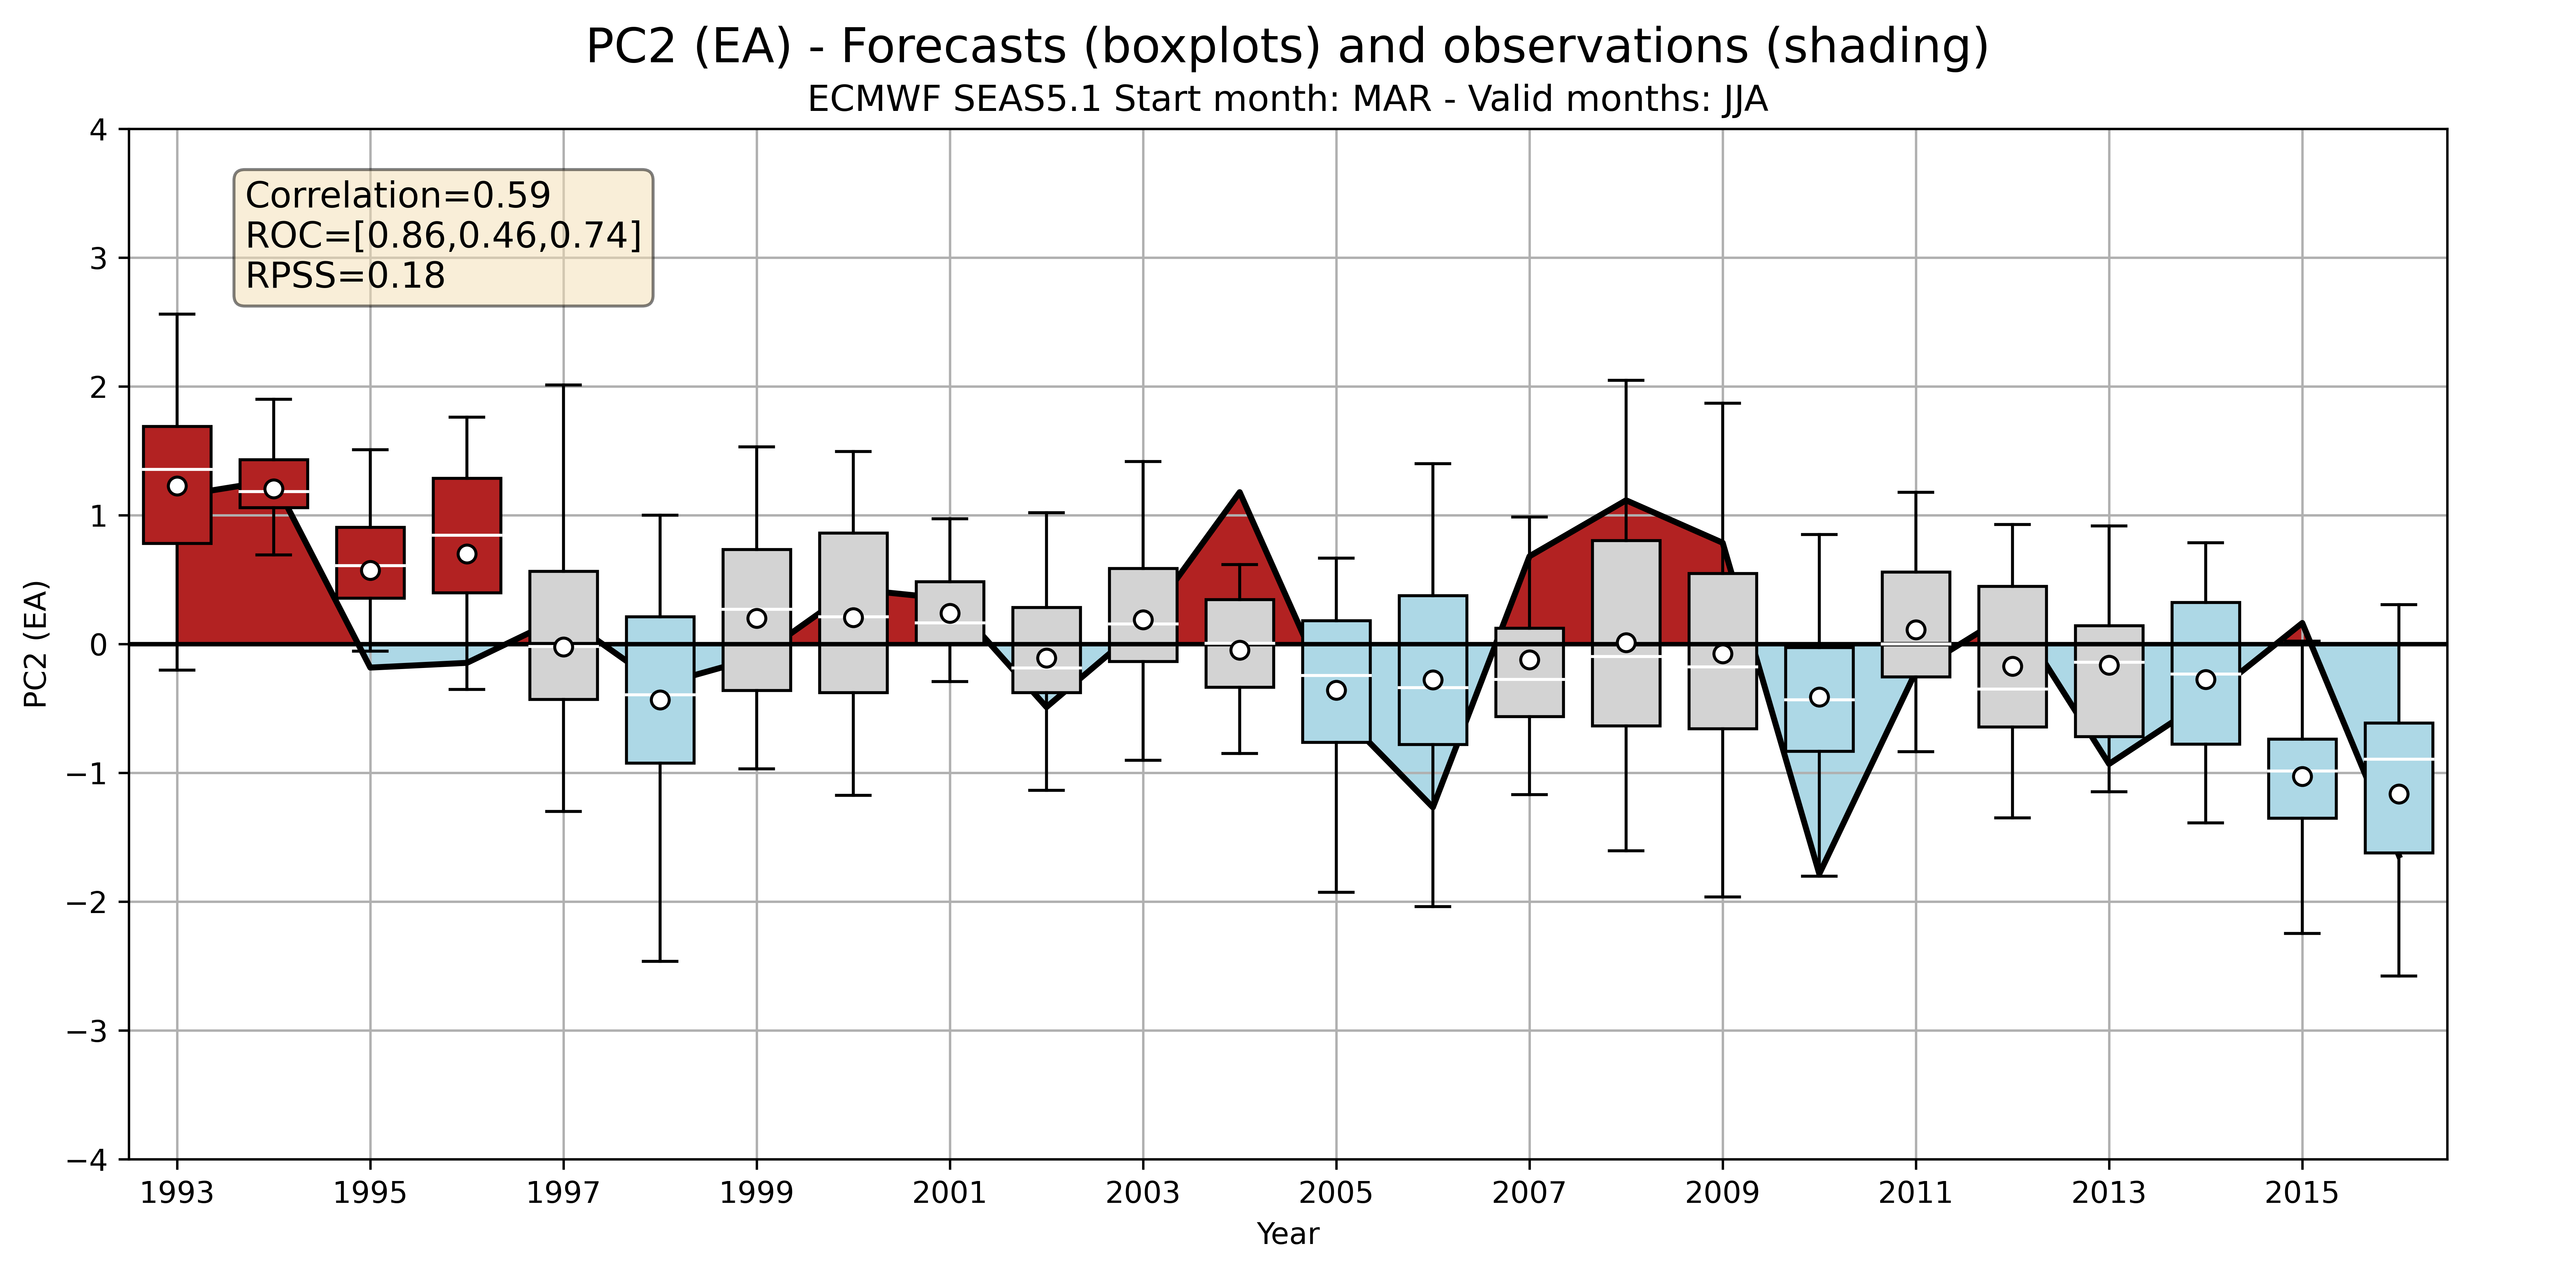 PC2 (EA) - Forecasts (boxplots) and observations (shading)
ECMWF SEAS5.1 Start month: MAR - Valid months: JJA
Correlation=0.59
ROC=[0.86,0.46,0.74]
RPSS=0.18
PC2 (EA)
4
3
2
1
0
−1
−2
−3
−4
1993 1995 1997 1999 2001 2003 2005 2007 2009 2011 2013 2015
Year